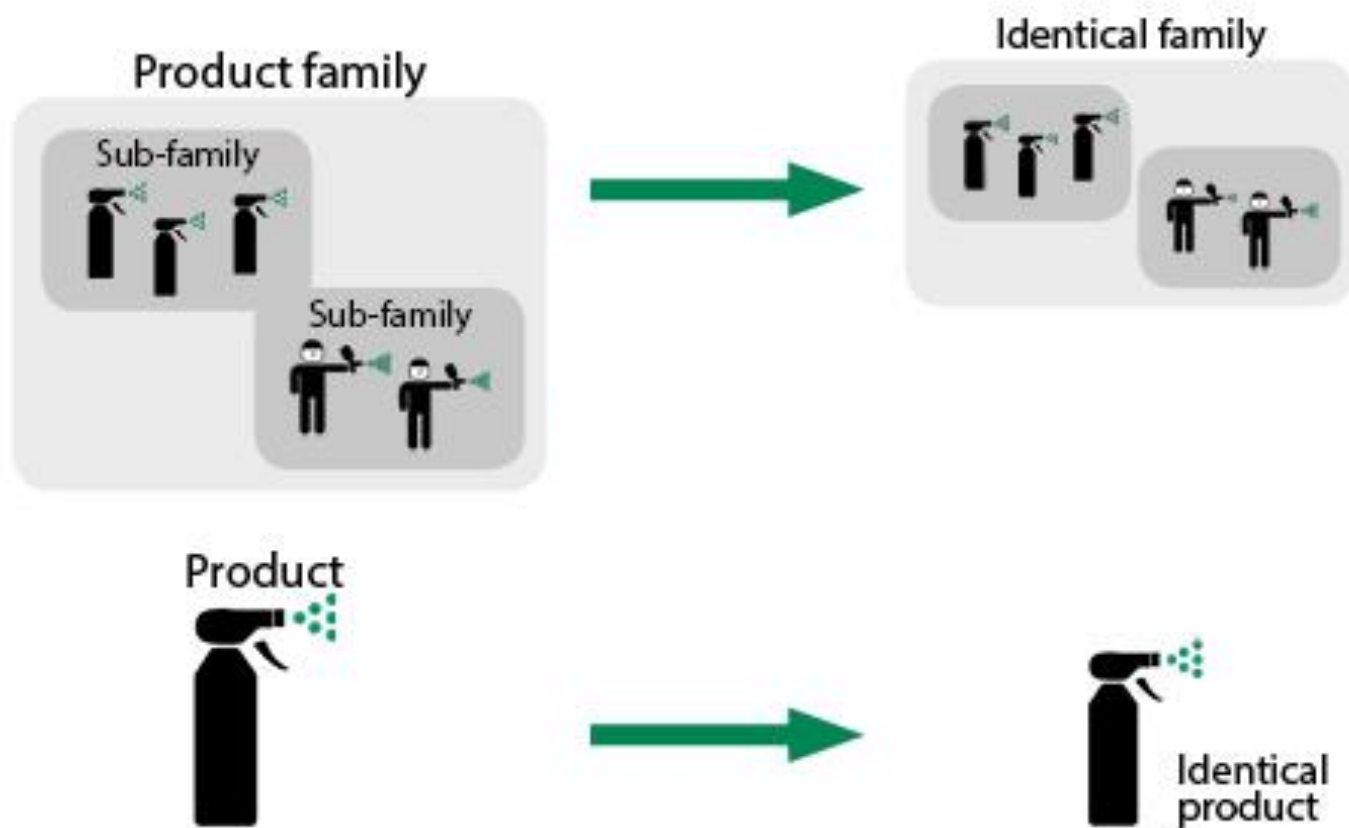 Product family
Identical family
Sub-family
Sub-family
Product
Identical
product